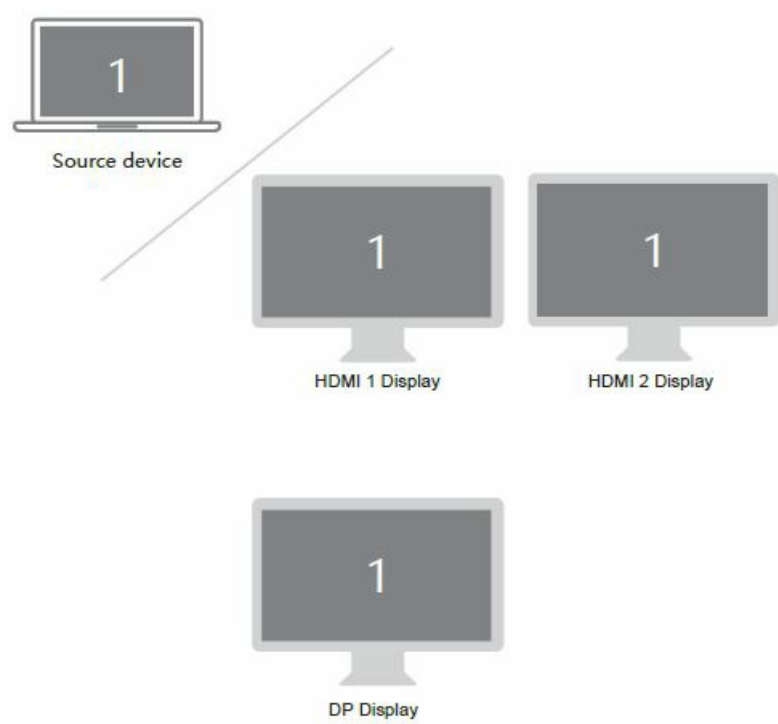 1
Source device
1
1
HDMI 1 Display
HDMI 2 Display
1
DP Display